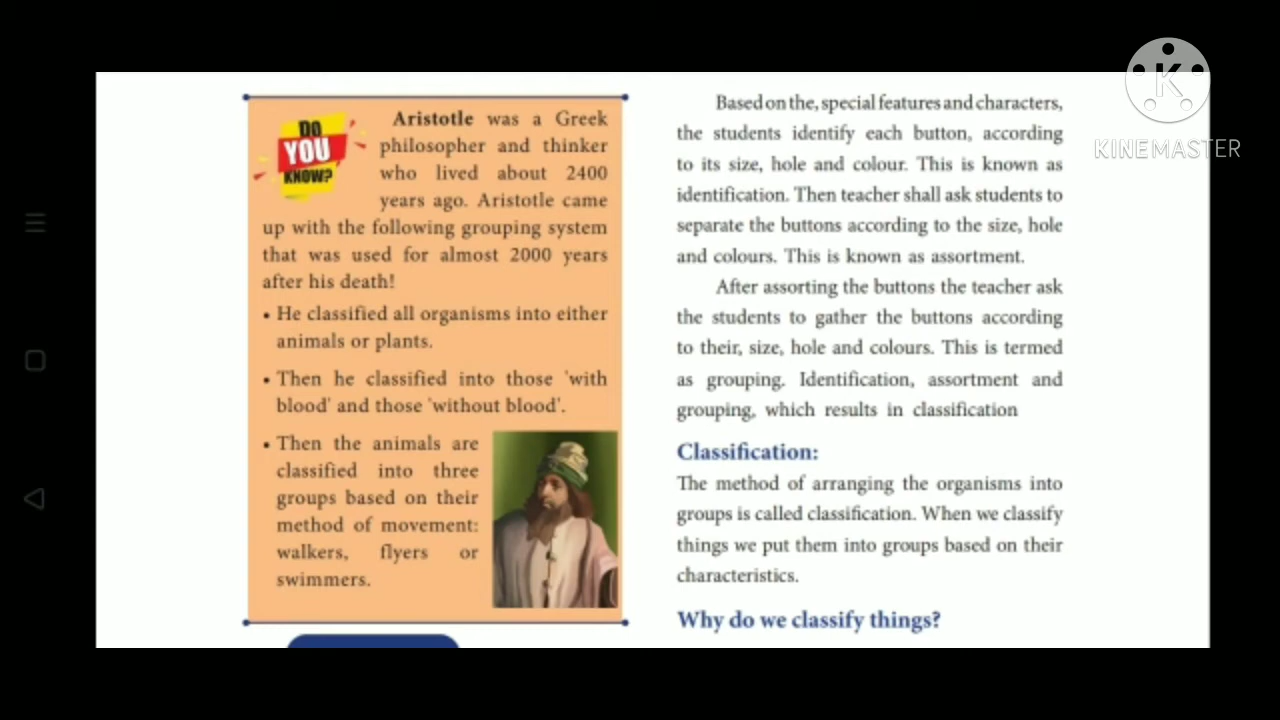 DO
YOU
KNOW?
Aristotle was a Greek
philosopher and thinker
who lived about 2400
years ago. Aristotle came
up with the following grouping system
that was used for almost 2000 years
after his death!
• He classified all organisms into either
animals or plants.
• Then he classified into those 'with
blood' and those 'without blood'.
• Then the animals are
classified into three
groups based on their
method of movement:
walkers, flyers or
swimmers.
Based on the, special features and characters,
the students identify each button, according
to its size, hole and colour. This is known as
identification. Then teacher shall ask students to
separate the buttons according to the size, hole
and colours. This is known as assortment.
After assorting the buttons the teacher ask
the students to gather the buttons according
to their, size, hole and colours. This is termed
as grouping. Identification, assortment and
grouping, which results in classification
Classification:
The method of arranging the organisms into
groups is called classification. When we classify
things we put them into groups based on their
characteristics.
Why do we classify things?
K
KINEMASTER